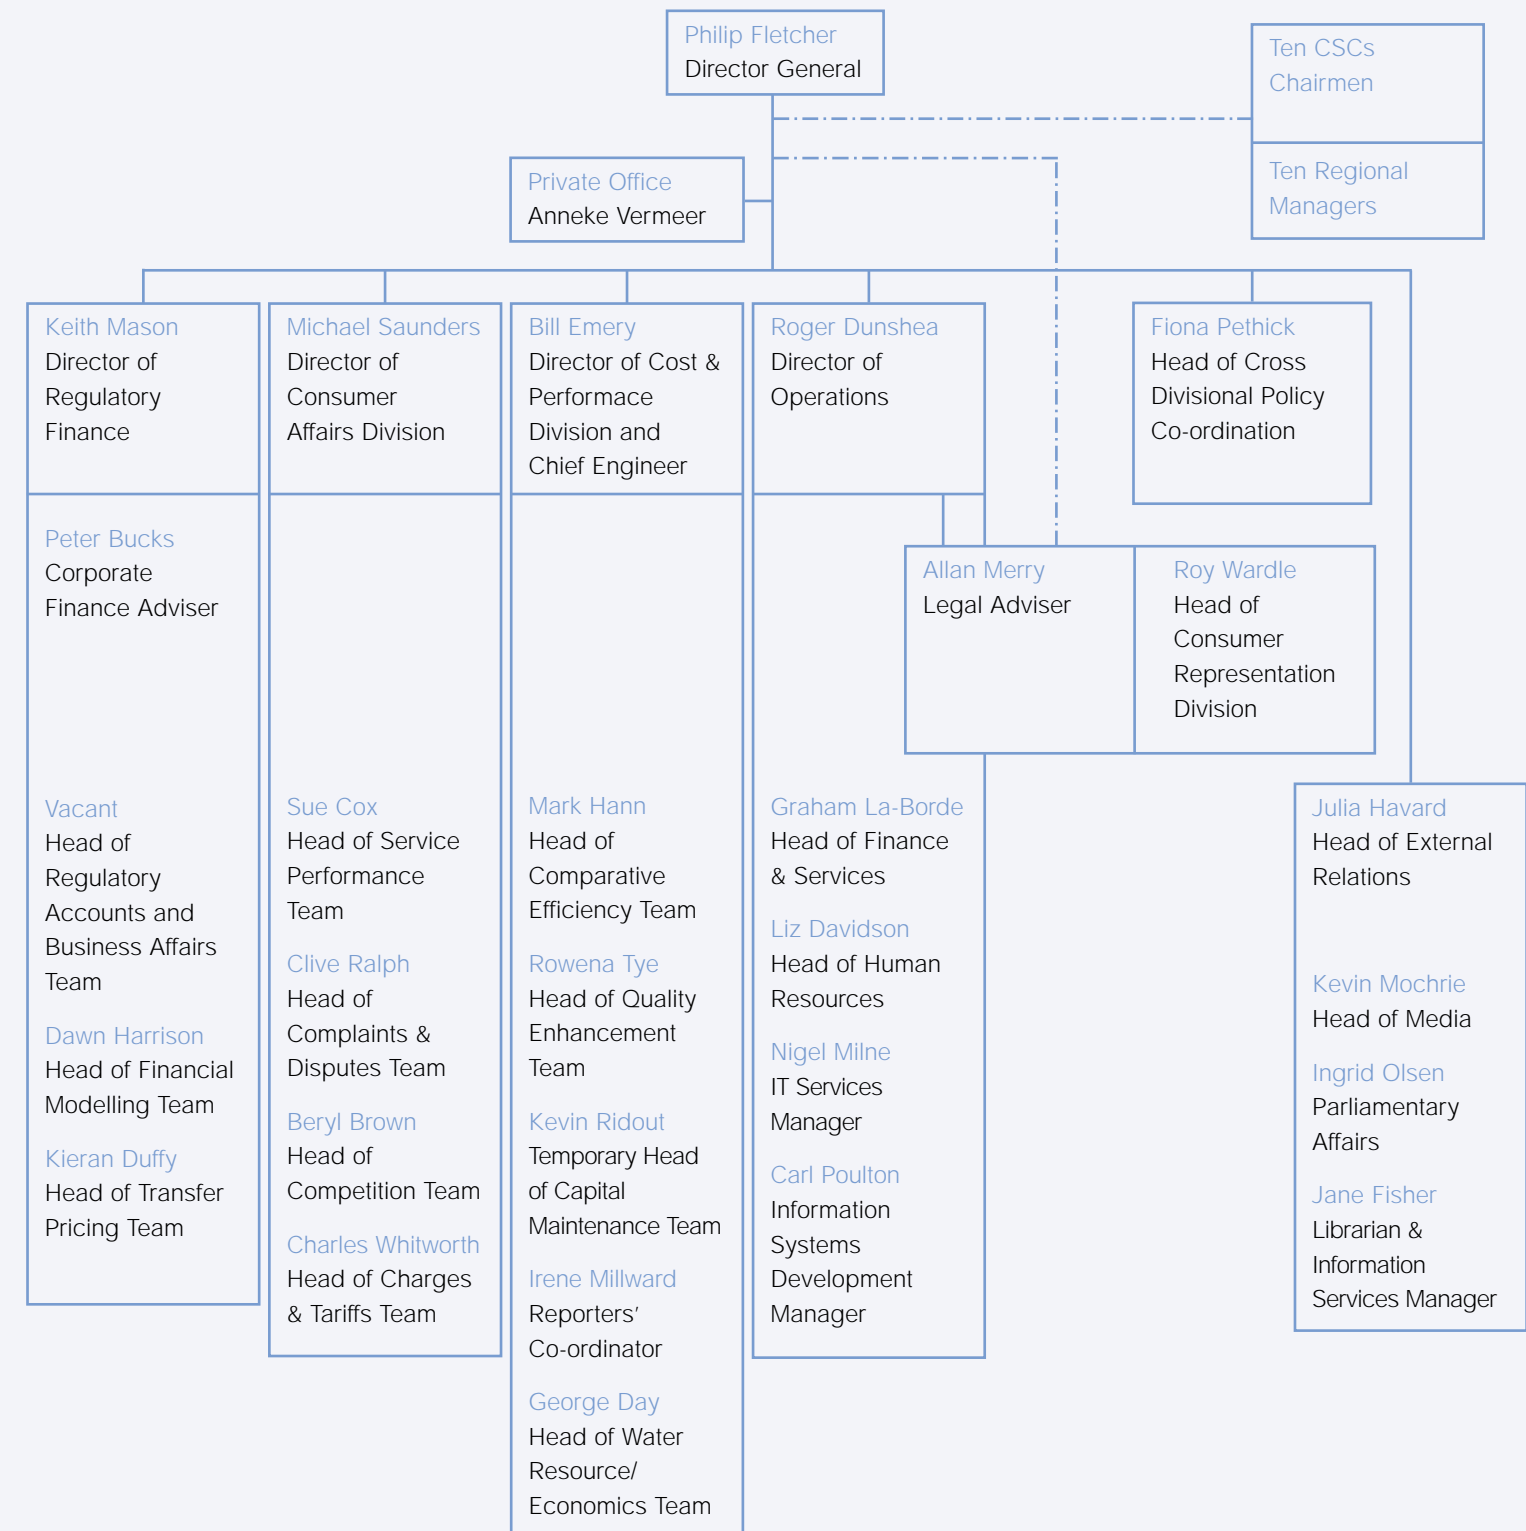 Philip Fletcher
Director General
Ten CSCs
Chairmen
Ten Regional
Managers
Private Office
Anneke Vermeer
Keith Mason
Director of
Regulatory
Finance
Peter Bucks
Corporate
Finance Adviser
Vacant
Head of
Regulatory
Accounts and
Business Affairs
Team
Dawn Harrison
Head of Financial
Modelling Team
Kieran Duffy
Head of Transfer
Pricing Team
Michael Saunders
Director of
Consumer
Affairs Division
Sue Cox
Head of Service
Performance
Team
Clive Ralph
Head of
Complaints &
Disputes Team
Beryl Brown
Head of
Competition Team
Charles Whitworth
Head of Charges
& Tariffs Team
Bill Emery
Director of Cost &
Performace
Division and
Chief Engineer
Mark Hann
Head of
Comparative
Efficiency Team
Rowena Tye
Head of Quality
Enhancement
Team
Kevin Ridout
Temporary Head
of Capital
Maintenance Team
Irene Millward
Reporters’
Co-ordinator
George Day
Head of Water
Resource/
Economics Team
Roger Dunshea
Director of
Operations
Graham La-Borde
Head of Finance
& Services
Liz Davidson
Head of Human
Resources
Nigel Milne
IT Services
Manager
Carl Poulton
Information
Systems
Development
Manager
Allan Merry
Legal Adviser
Roy Wardle
Head of
Consumer
Representation
Division
Fiona Pethick
Head of Cross
Divisional Policy
Co-ordination
Julia Havard
Head of External
Relations
Kevin Mochrie
Head of Media
Ingrid Olsen
Parliamentary
Affairs
Jane Fisher
Librarian &
Information
Services Manager